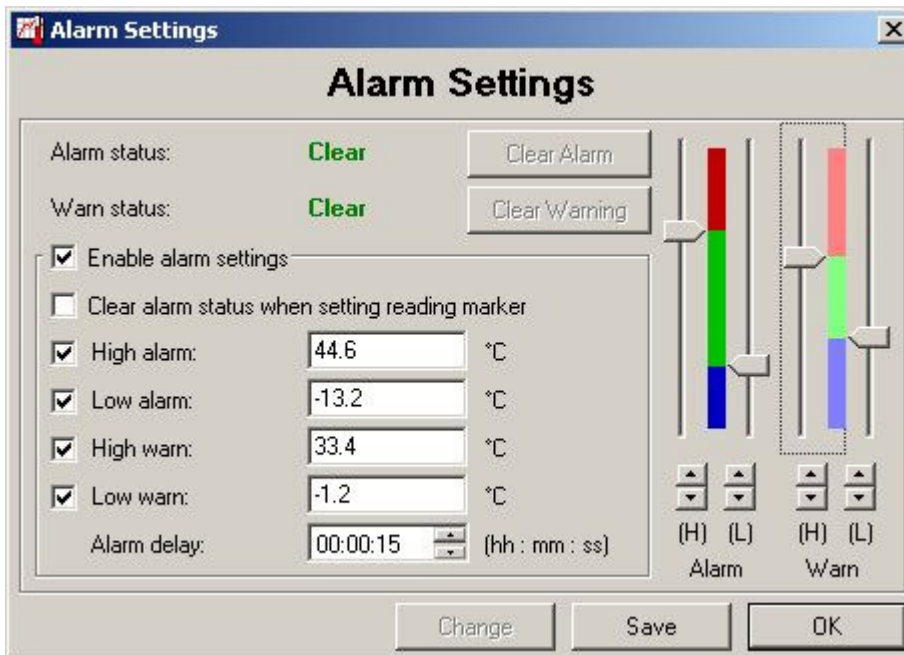 Alarm Settings
Alarm Settings
Alarm status: Clear Clear Alarm
Warn status: Clear Clear Warning
Enable alarm settings
Clear alarm status when setting reading marker
High alarm: 44.6 °C
Low alarm: -13.2 °C
High warn: 33.4 °C
Low warn: -1.2 °C
Alarm delay: 00:00:15 (hh : mm : ss)
(H) (L) (H) (L)
Alarm Warn
Change Save OK